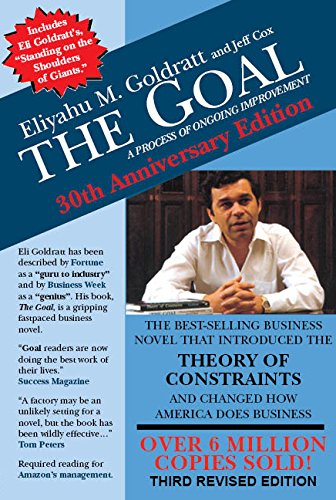 Includes
Eli Goldratt's,
"Standing on the
Shoulders
of Giants,"
Eliyahu M. Goldratt and Jeff Cox
THE GOAL
A PROCESS OF ONGOING IMPROVEMENT
30th Anniversary Edition
Eli Goldratt has been
described by Fortune
as a "guru to industry"
and by Business Week
as a "genius". His book,
The Goal, is a gripping
fastpaced business
novel.
"Goal readers are now
doing the best work of
their lives."
Success Magazine
"A factory may be an
unlikely setting for a
novel, but the book has
been wildly effective..."
Tom Peters
Required reading for
Amazon's management.
THE BEST-SELLING BUSINESS
NOVEL THAT INTRODUCED THE
THEORY OF
CONSTRAINTS
AND CHANGED HOW
AMERICA DOES BUSINESS
OVER 6 MILLION
COPIES SOLD!
THIRD REVISED EDITION